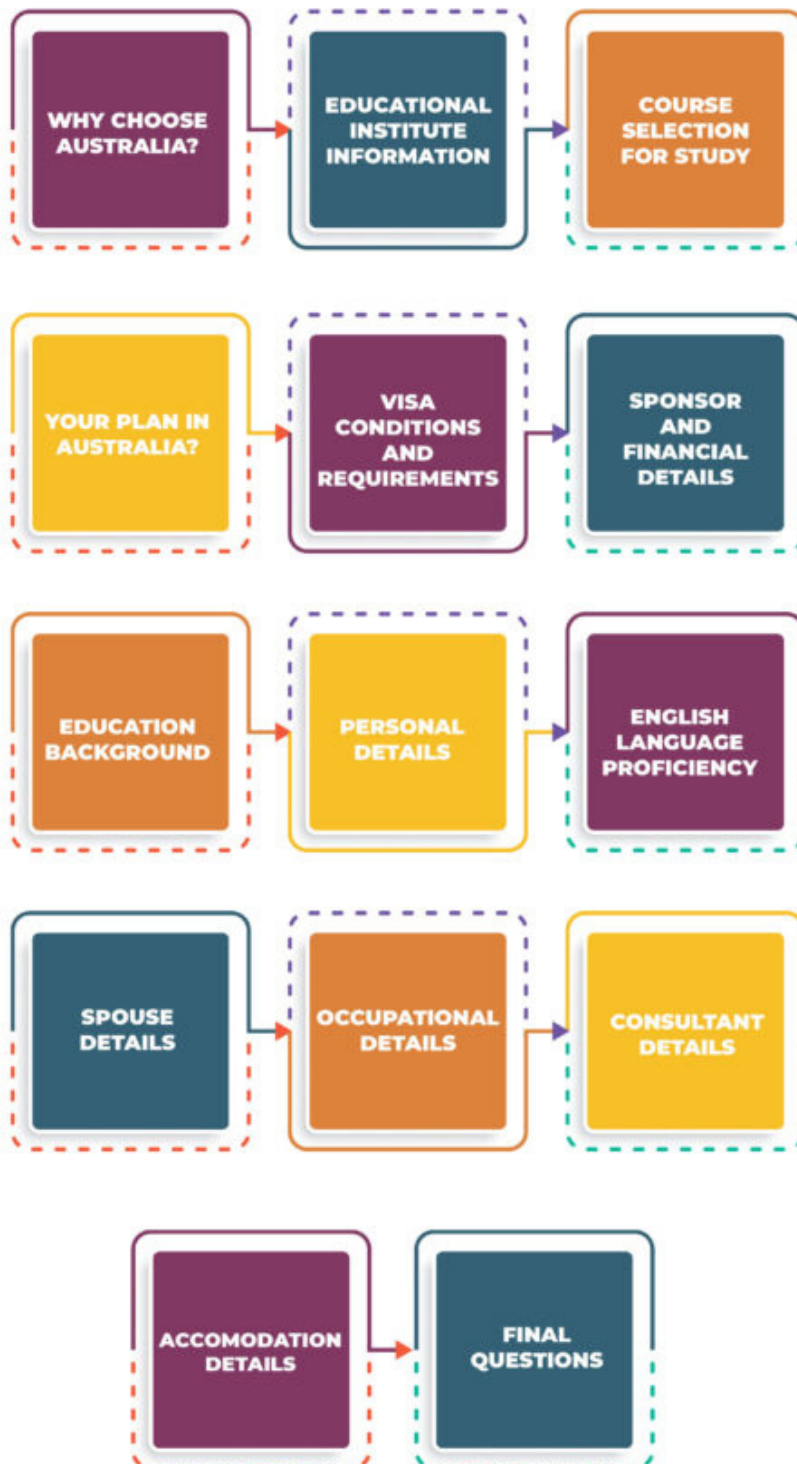 WHY CHOOSE
AUSTRALIA?
EDUCATIONAL
INSTITUTE
INFORMATION
COURSE
SELECTION
FOR STUDY
YOUR PLAN IN
AUSTRALIA?
VISA
CONDITIONS
AND
REQUIREMENTS
SPONSOR
AND
FINANCIAL
DETAILS
EDUCATION
BACKGROUND
PERSONAL
DETAILS
ENGLISH
LANGUAGE
PROFICIENCY
SPOUSE
DETAILS
OCCUPATIONAL
DETAILS
CONSULTANT
DETAILS
ACCOMODATION
DETAILS
FINAL
QUESTIONS